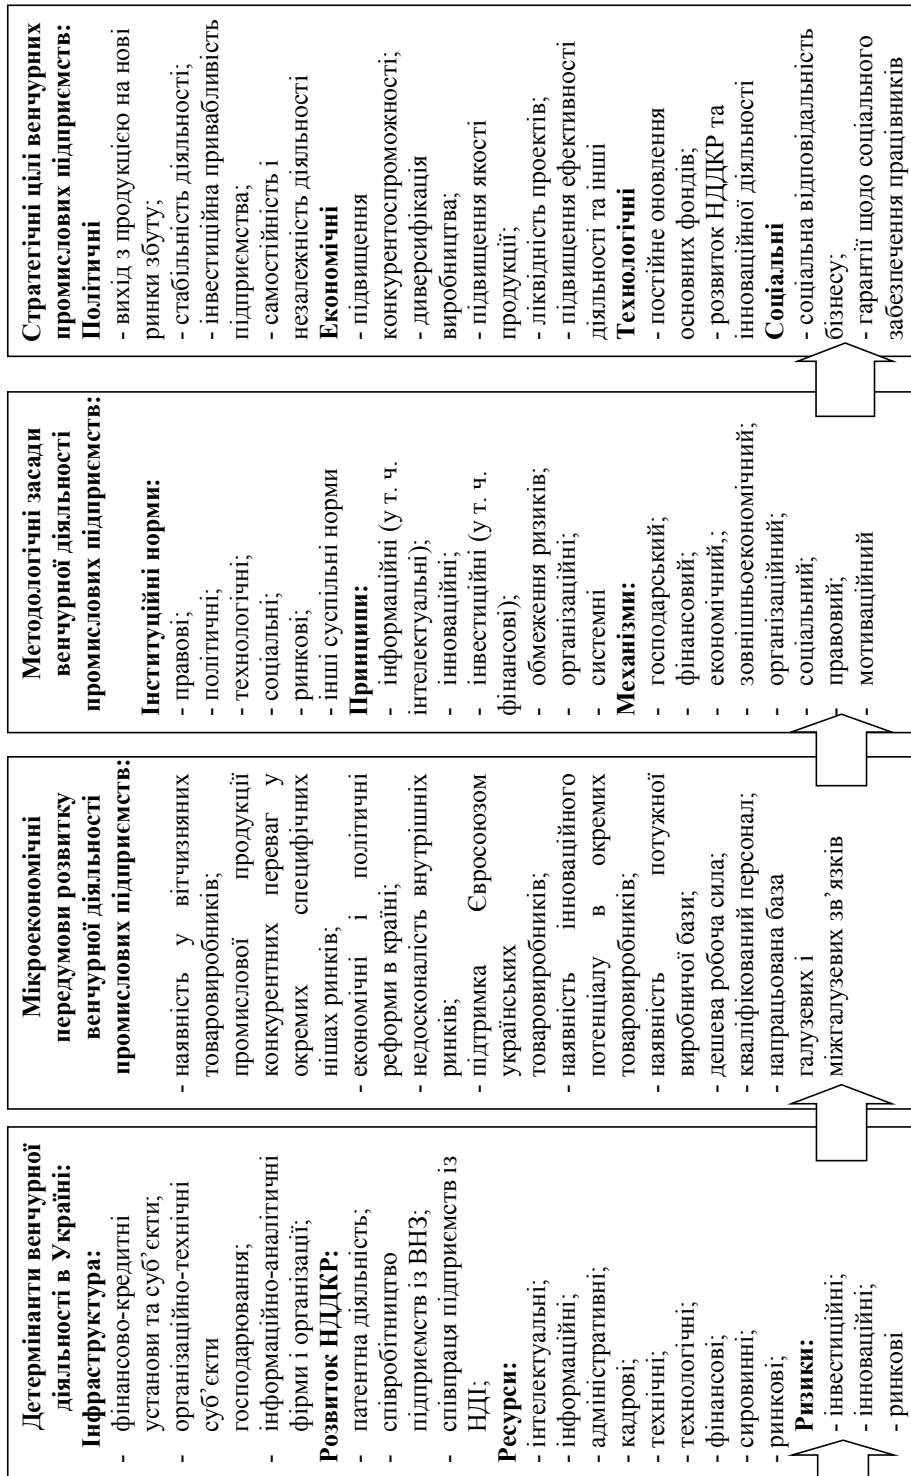 Детермінанти венчурної
діяльності в Україні:
Інфраструктура:
- фінансово-кредитні
установи та суб’єкти;
- організаційно-технічні
суб’єкти
господарювання;
- інформаційно-аналітичні
фірми і організації;
Розвиток НДДКР:
- патентна діяльність;
- співробітництво
підприємств із ВНЗ;
- співпраця підприємств із
НДІ;
Ресурси:
- інтелектуальні;
- інформаційні;
- адміністративні;
- кадрові;
- технічні;
- технологічні;
- фінансові;
- сировинні;
- ринкові;
Ризики:
- інвестиційні;
- інноваційні;
- ринкові
Мікроекономічні
передумови розвитку
венчурної діяльності
промислових підприємств:
- наявність у вітчизняних
товаровиробників;
промислової продукції
конкурентних переваг у
окремих специфічних
нішах ринків;
- економічні і політичні
реформи в країні;
- недосконалість внутрішніх
ринків;
- підтримка Євросоюзом
українських
товаровиробників;
- наявність інноваційного
потенціалу в окремих
товаровиробників;
- наявність потужної
виробничої бази;
- дешева робоча сила;
- кваліфікований персонал;
- напрацьована база
галузевих і
міжгалузевих зв’язків
Методологічні засади
венчурної діяльності
промислових підприємств:
Інституційні норми:
- правові;
- політичні;
- технологічні;
- соціальні;
- ринкові;
- інші суспільні норми
Принципи:
- інформаційні (у т. ч.
інтелектуальні);
- інноваційні;
- інвестиційні (у т. ч.
фінансові);
- обмеження ризиків;
- організаційні;
- системні
Механізми:
- господарський;
- фінансовий;
- економічний,;
- зовнішньоекономічний;
- організаційний;
- соціальний;
- правовий;
- мотиваційний
Стратегічні цілі венчурних
промислових підприємств:
Політичні
- вихід з продукцією на нові
ринки збуту;
- стабільність діяльності;
- інвестиційна привабливість
підприємства;
- самостійність і
незалежність діяльності
Економічні
- підвищення
конкурентоспроможності;
- диверсифікація
виробництва;
- підвищення якості
продукції;
- ліквідність проектів;
- підвищення ефективності
діяльності та інші
Технологічні
- постійне оновлення
основних фондів;
- розвиток НДДКР та
інноваційної діяльності
Соціальні
- соціальна відповідальність
бізнесу;
- гарантії щодо соціального
забезпечення працівників